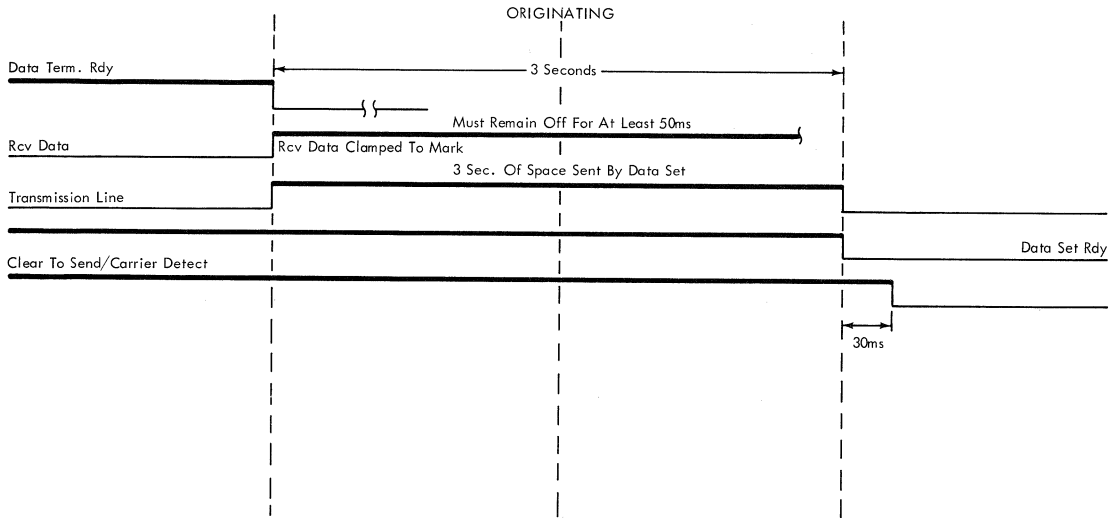 ORIGINATING
Data Term. Rdy
3 Seconds
Must Remain Off For At Least 50ms
Rcv Data
Rcv Data Clamped To Mark
3 Sec. Of Space Sent By Data Set
Transmission Line
Data Set Rdy
Clear To Send/Carrier Detect
30ms